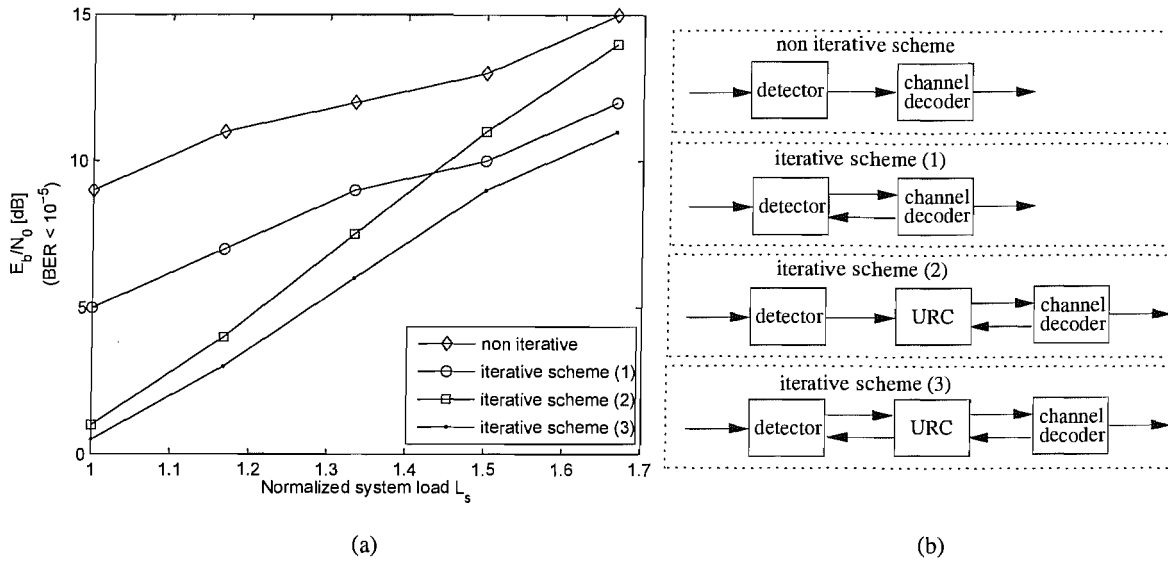 15
10
5
0
E_b/N_0 [dB]
(BER < 10^-5)
non iterative
iterative scheme (1)
iterative scheme (2)
iterative scheme (3)
1 1.1 1.2 1.3 1.4 1.5 1.6 1.7
Normalized system load L_s
(a)
non iterative scheme
detector
channel
decoder
iterative scheme (1)
detector
channel
decoder
iterative scheme (2)
detector
URC
channel
decoder
iterative scheme (3)
detector
URC
channel
decoder
(b)